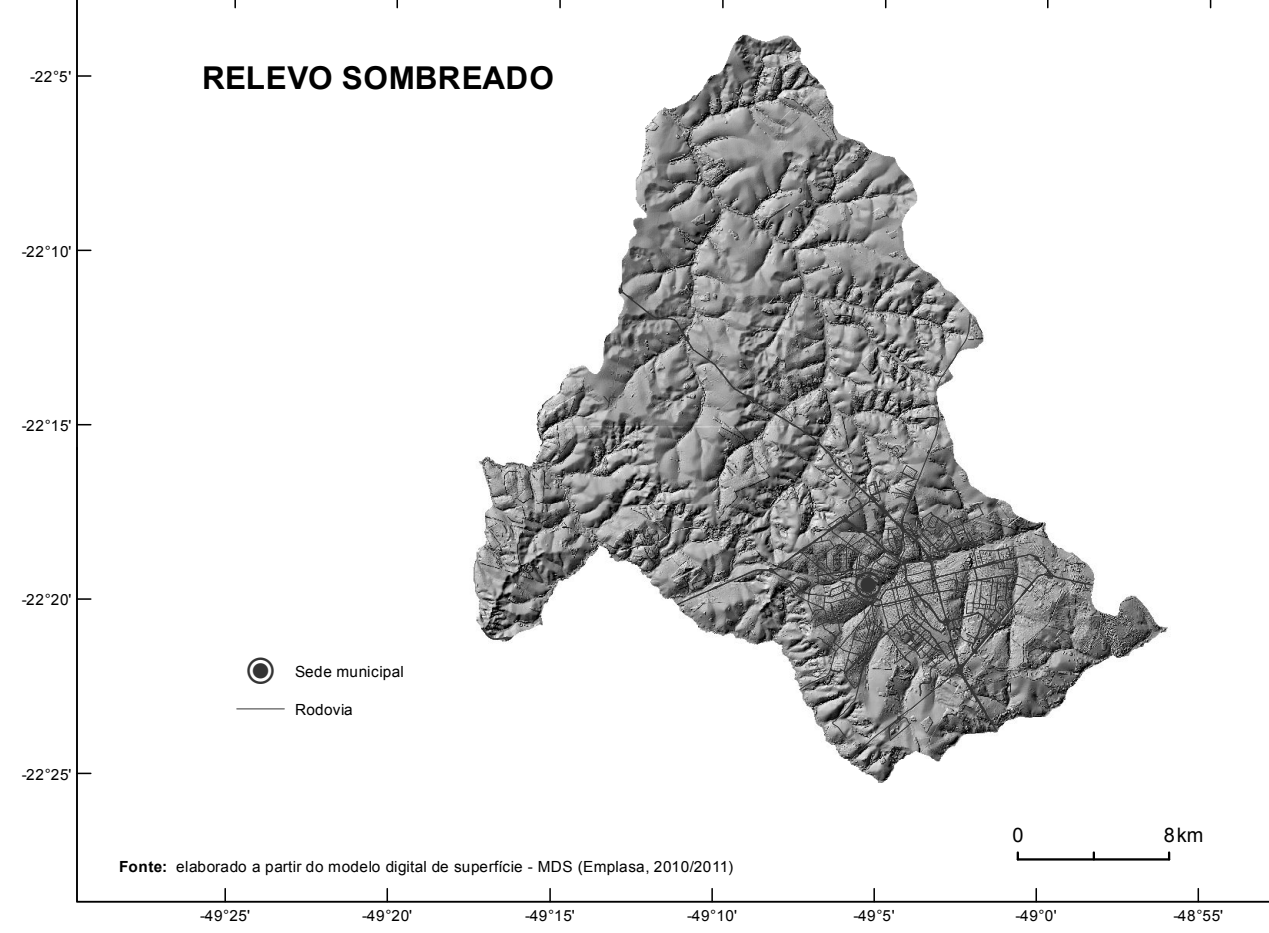 RELEVO SOMBREADO
-22°5'
-22°10'
-22°15'
-22°20'
-22°25'
Sede municipal
Rodovia
0 8km
Fonte: elaborado a partir do modelo digital de superfície - MDS (Emplasa, 2010/2011)
-49°25' -49°20' -49°15' -49°10' -49°5' -49°0' -48°55'